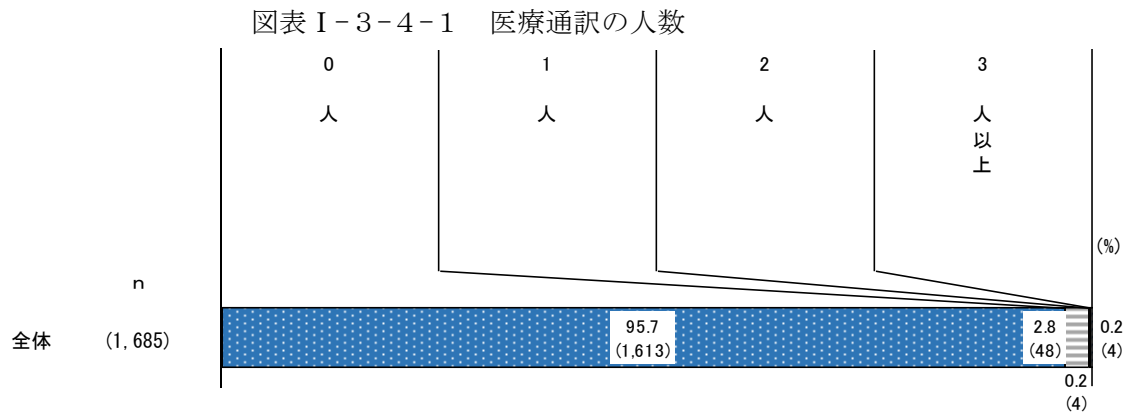 図表Ⅰ-3-4-1　医療通訳の人数
0人
1人
2人
3人以上
(%)
n
全体 (1,685)
95.7
(1,613)
2.8
(48)
0.2
(4)
0.2
(4)